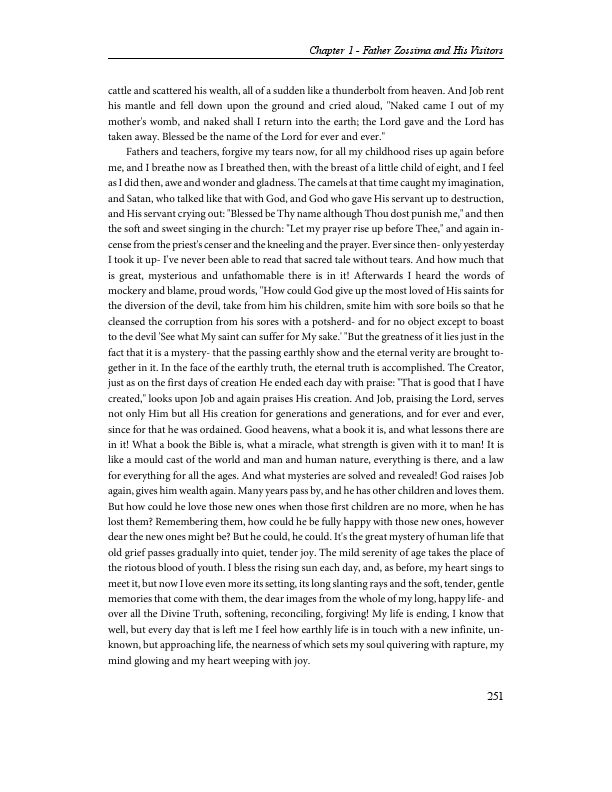 Chapter 1 - Father Zossima and His Visitors
cattle and scattered his wealth, all of a sudden like a thunderbolt from heaven. And Job rent
his mantle and fell down upon the ground and cried aloud, "Naked came I out of my
mother's womb, and naked shall I return into the earth; the Lord gave and the Lord has
taken away. Blessed be the name of the Lord for ever and ever."
Fathers and teachers, forgive my tears now, for all my childhood rises up again before
me, and I breathe now as I breathed then, with the breast of a little child of eight, and I feel
as I did then, awe and wonder and gladness. The camels at that time caught my imagination,
and Satan, who talked like that with God, and God who gave His servant up to destruction,
and His servant crying out: "Blessed be Thy name although Thou dost punish me," and then
the soft and sweet singing in the church: "Let my prayer rise up before Thee," and again in-
cense from the priest's censer and the kneeling and the prayer. Ever since then- only yesterday
I took it up- I've never been able to read that sacred tale without tears. And how much that
is great, mysterious and unfathomable there is in it! Afterwards I heard the words of
mockery and blame, proud words, "How could God give up the most loved of His saints for
the diversion of the devil, take from him his children, smite him with sore boils so that he
cleansed the corruption from his sores with a potsherd- and for no object except to boast
to the devil 'See what My saint can suffer for My sake.' "But the greatness of it lies just in the
fact that it is a mystery- that the passing earthly show and the eternal verity are brought to-
gether in it. In the face of the earthly truth, the eternal truth is accomplished. The Creator,
just as on the first days of creation He ended each day with praise: "That is good that I have
created," looks upon Job and again praises His creation. And Job, praising the Lord, serves
not only Him but all His creation for generations and generations, and for ever and ever,
since for that he was ordained. Good heavens, what a book it is, and what lessons there are
in it! What a book the Bible is, what a miracle, what strength is given with it to man! It is
like a mould cast of the world and man and human nature, everything is there, and a law
for everything for all the ages. And what mysteries are solved and revealed! God raises Job
again, gives him wealth again. Many years pass by, and he has other children and loves them.
But how could he love those new ones when those first children are no more, when he has
lost them? Remembering them, how could he be fully happy with those new ones, however
dear the new ones might be? But he could, he could. It's the great mystery of human life that
old grief passes gradually into quiet, tender joy. The mild serenity of age takes the place of
the riotous blood of youth. I bless the rising sun each day, and, as before, my heart sings to
meet it, but now I love even more its setting, its long slanting rays and the soft, tender, gentle
memories that come with them, the dear images from the whole of my long, happy life- and
over all the Divine Truth, softening, reconciling, forgiving! My life is ending, I know that
well, but every day that is left me I feel how earthly life is in touch with a new infinite, un-
known, but approaching life, the nearness of which sets my soul quivering with rapture, my
mind glowing and my heart weeping with joy.
251